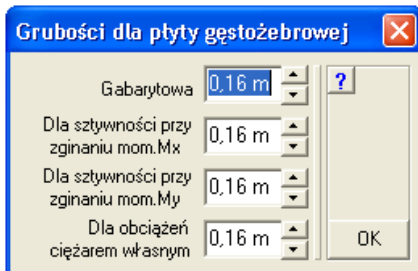 Grubości dla płyty gęstożebrowej
Gabarytowa 0,16 m ?
Dla sztywności przy
zginaniu mom.Mx 0,16 m
Dla sztywności przy
zginaniu mom.My 0,16 m
Dla obciążeń
ciężarem własnym 0,16 m OK